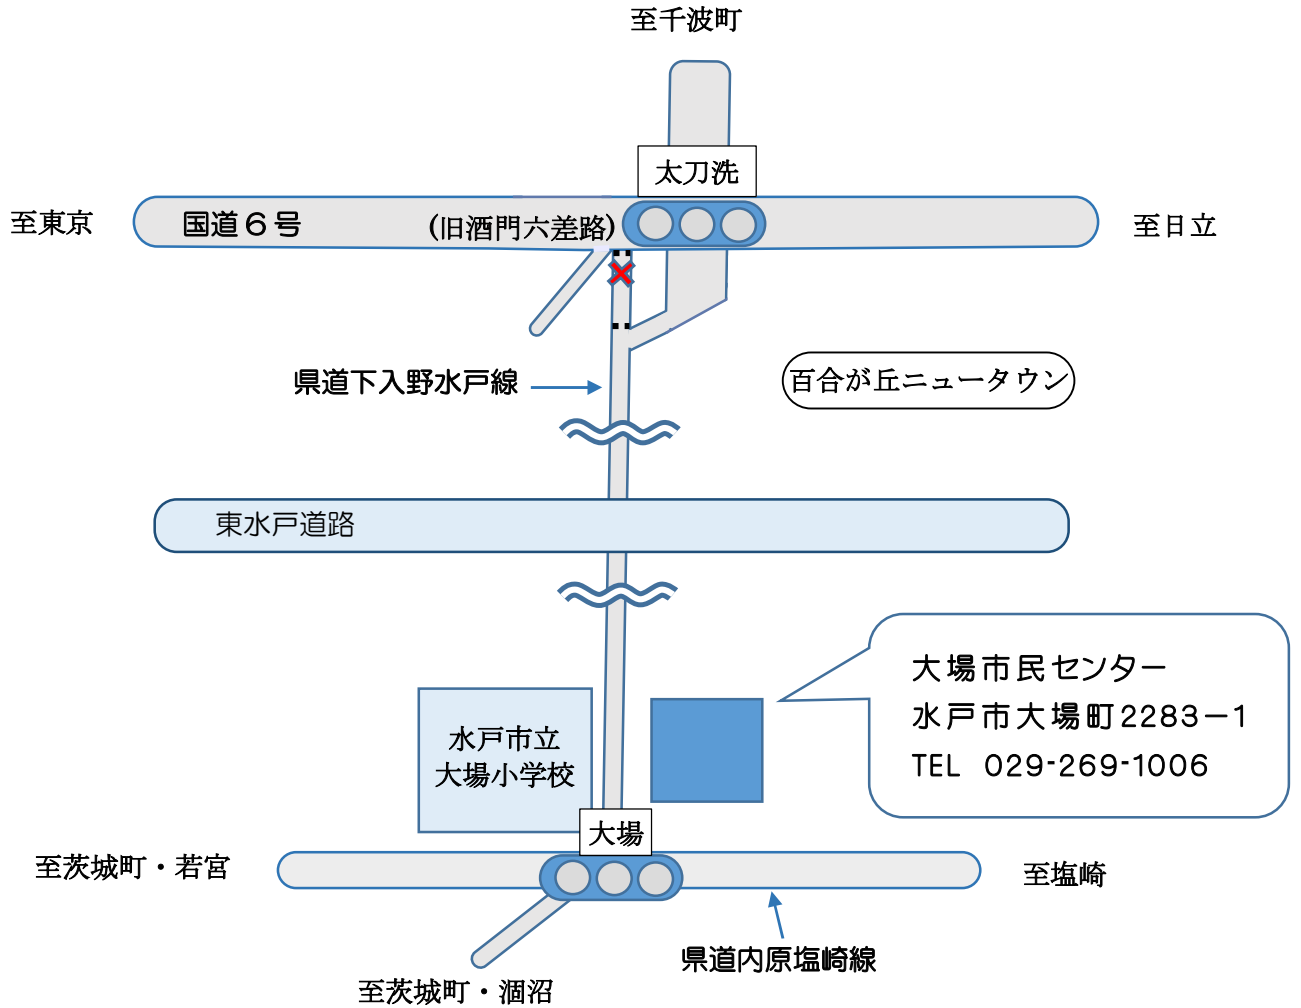 至千波町
太刀洗
至東京
国道６号
(旧酒門六差路)
至日立
県道下入野水戸線
百合が丘ニュータウン
東水戸道路
大場市民センター
水戸市大場町2283－1
TEL 029-269-1006
水戸市立
大場小学校
大場
至茨城町・若宮
至塩崎
県道内原塩崎線
至茨城町・涸沼